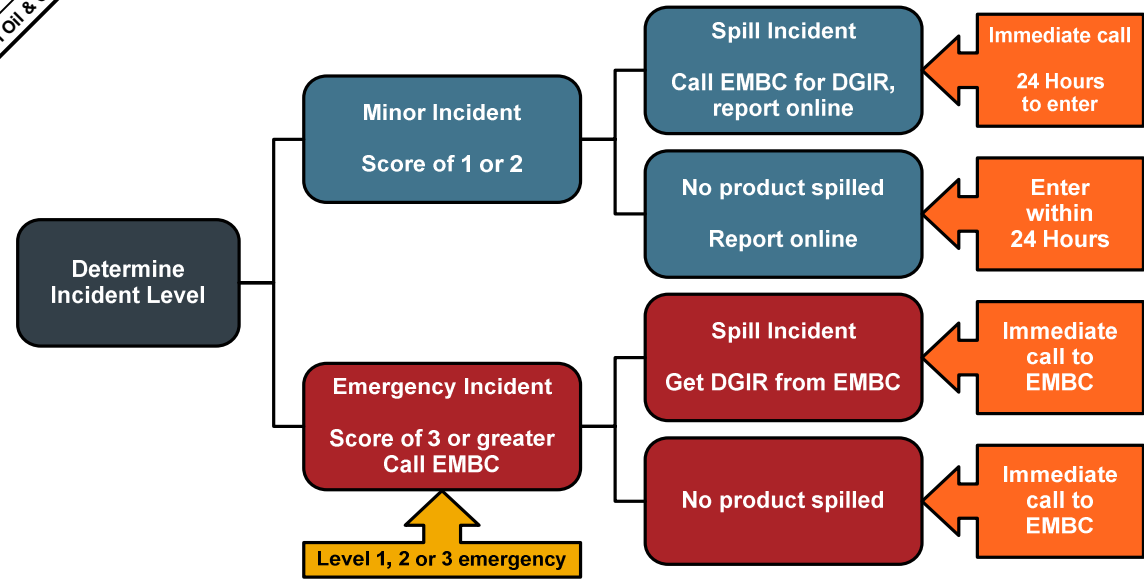 Oil &
Determine
Incident Level
Minor Incident
Score of 1 or 2
Spill Incident
Call EMBC for DGIR,
report online
Immediate call
24 Hours
to enter
No product spilled
Report online
Enter
within
24 Hours
Emergency Incident
Score of 3 or greater
Call EMBC
Level 1, 2 or 3 emergency
Spill Incident
Get DGIR from EMBC
Immediate
call to
EMBC
No product spilled
Immediate
call to
EMBC